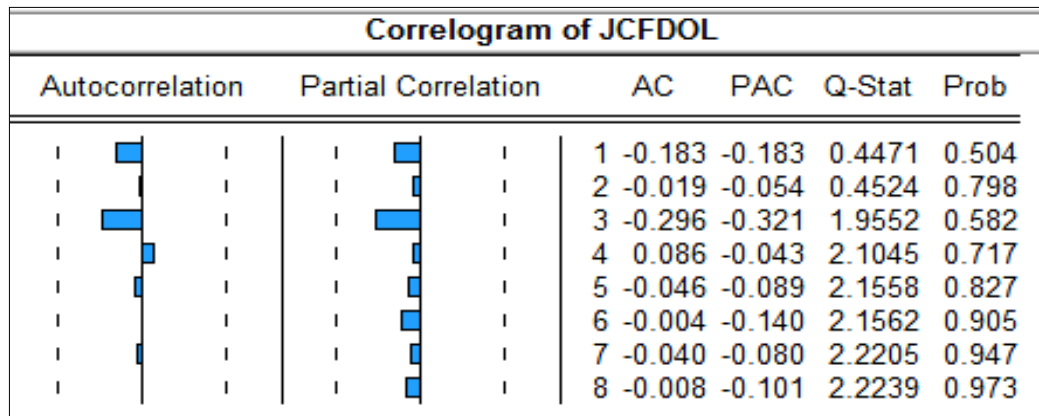 Correlogram of JCFDOL
Autocorrelation Partial Correlation AC PAC Q-Stat Prob
1 -0.183 -0.183 0.4471 0.504
2 -0.019 -0.054 0.4524 0.798
3 -0.296 -0.321 1.9552 0.582
4 0.086 -0.043 2.1045 0.717
5 -0.046 -0.089 2.1558 0.827
6 -0.004 -0.140 2.1562 0.905
7 -0.040 -0.080 2.2205 0.947
8 -0.008 -0.101 2.2239 0.973